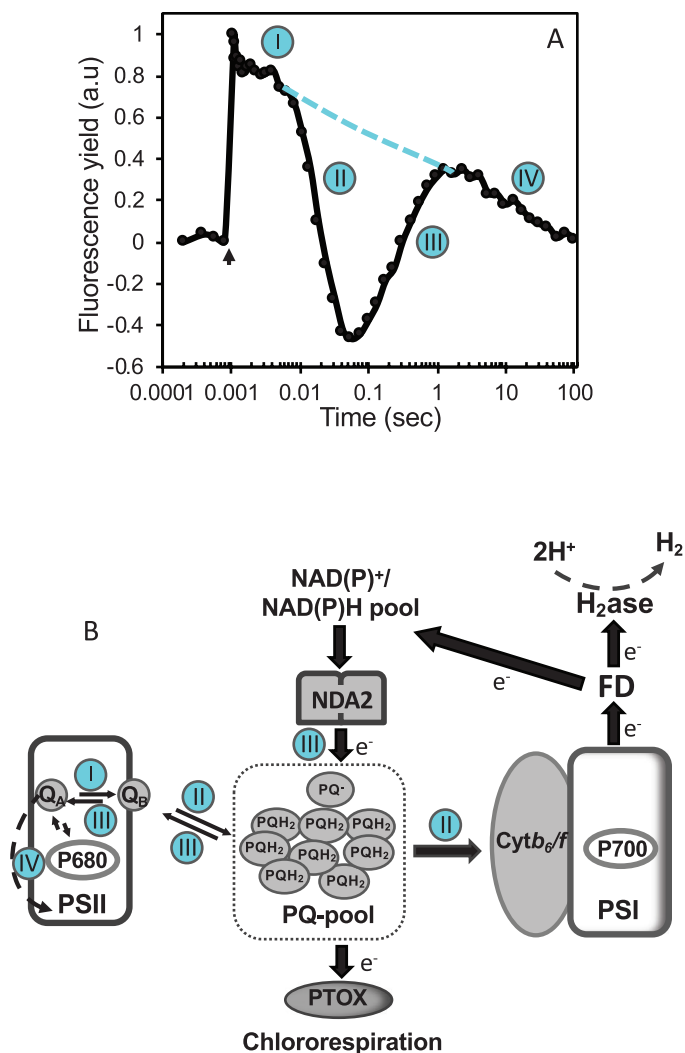 A
I
II
III
IV
1
0.8
0.6
0.4
0.2
0
-0.2
-0.4
-0.6
Fluorescence yield (a.u)
0.0001 0.001 0.01 0.1 1 10 100
Time (sec)
B
2H⁺ H₂
H₂ase
e⁻
NAD(P)⁺/
NAD(P)H pool
e⁻
FD
e⁻
NDA2
III e⁻
I
QA QB
III
II
III
IV
P680
PSII
PQ⁻
PQH₂ PQH₂ PQH₂
PQH₂ PQH₂ PQH₂
PQH₂ PQH₂
PQ-pool
II
Cytb₆/f
P700
PSI
e⁻
PTOX
Chlororespiration